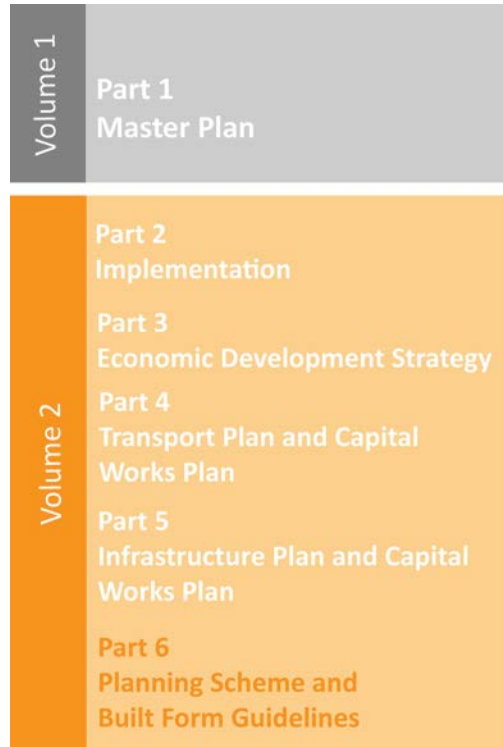 Volume 1
Part 1
Master Plan
Volume 2
Part 2
Implementation
Part 3
Economic Development Strategy
Part 4
Transport Plan and Capital
Works Plan
Part 5
Infrastructure Plan and Capital
Works Plan
Part 6
Planning Scheme and
Built Form Guidelines